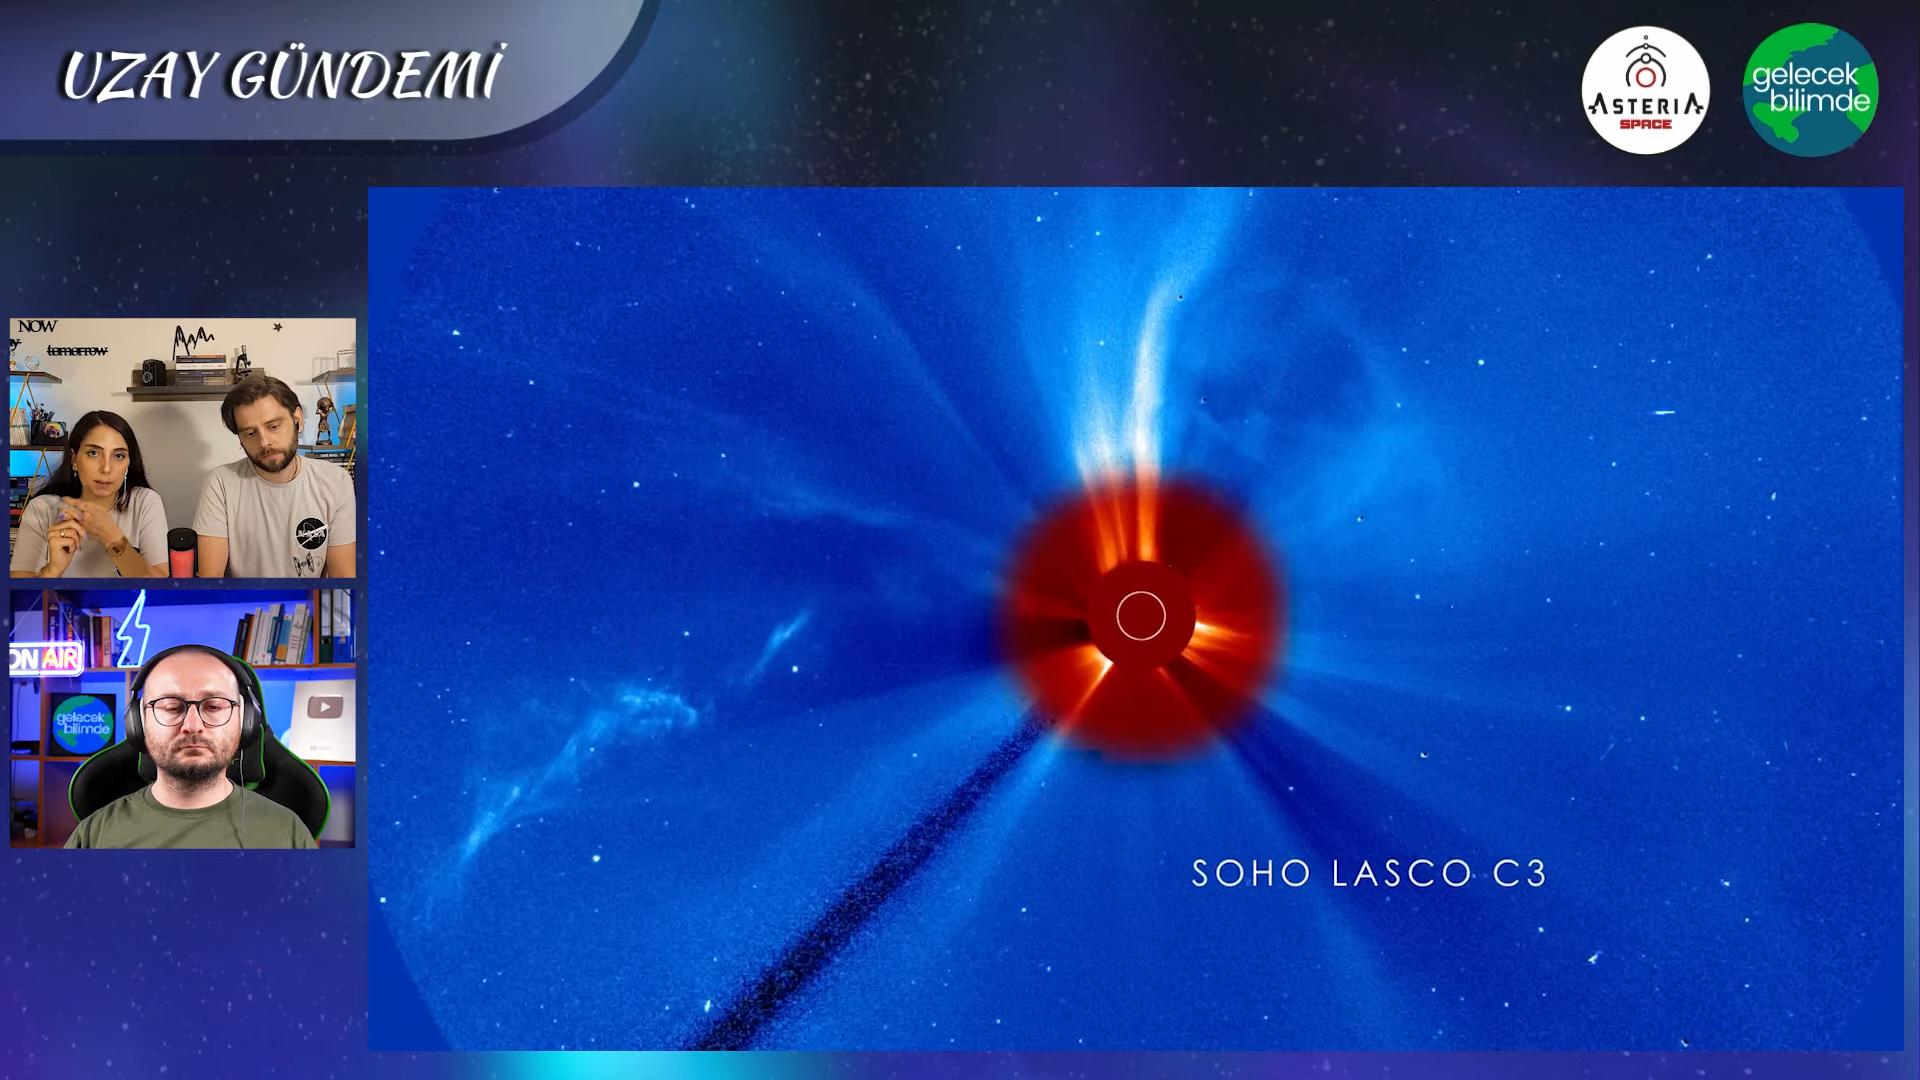 UZAY GÜNDEMİ
ASTERIA
SPACE
gelecek
bilimde
NOW
tomorrow
ON AIR
gelecek
bilimde
SOHO LASCO C3